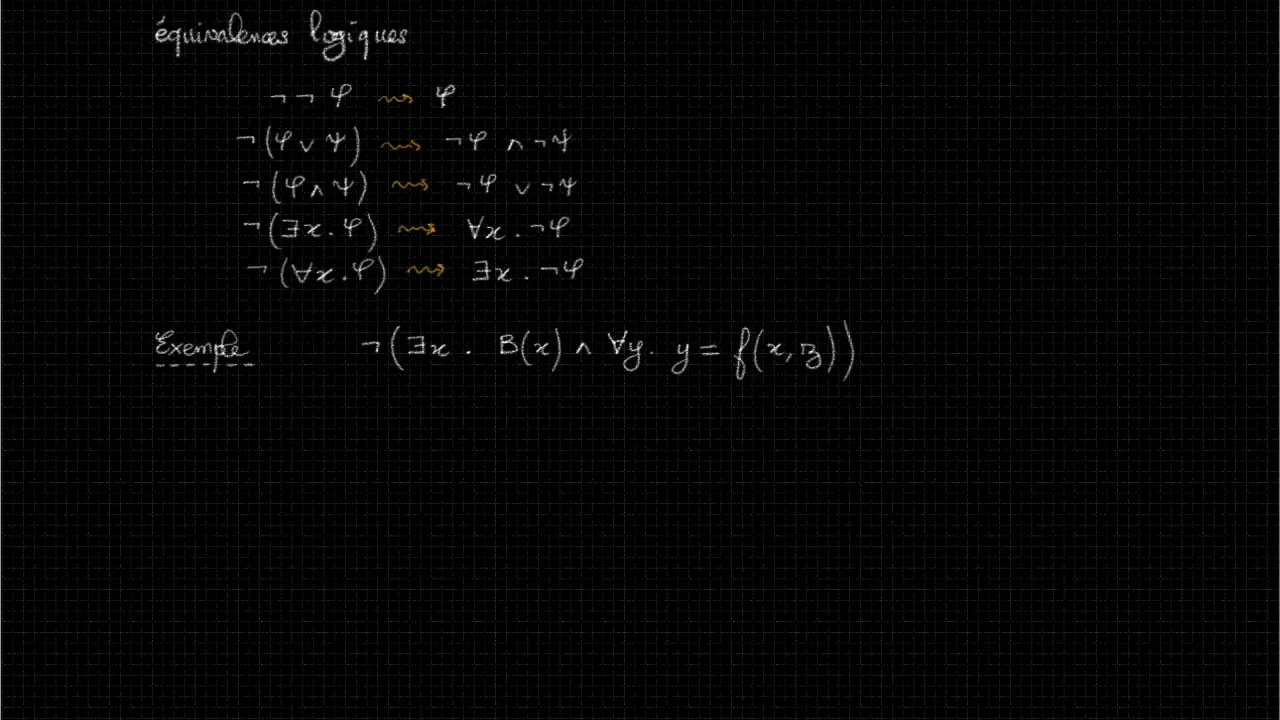 équivalences logiques
¬ ¬ φ ⇝ φ
¬ (φ ∨ ψ) ⇝ ¬φ ∧ ¬ψ
¬ (φ ∧ ψ) ⇝ ¬φ ∨ ¬ψ
¬ (∃x . φ) ⇝ ∀x . ¬φ
¬ (∀x . φ) ⇝ ∃x . ¬φ
Exemple ¬ (∃x . B(x) ∧ ∀y . y = f(x, z))